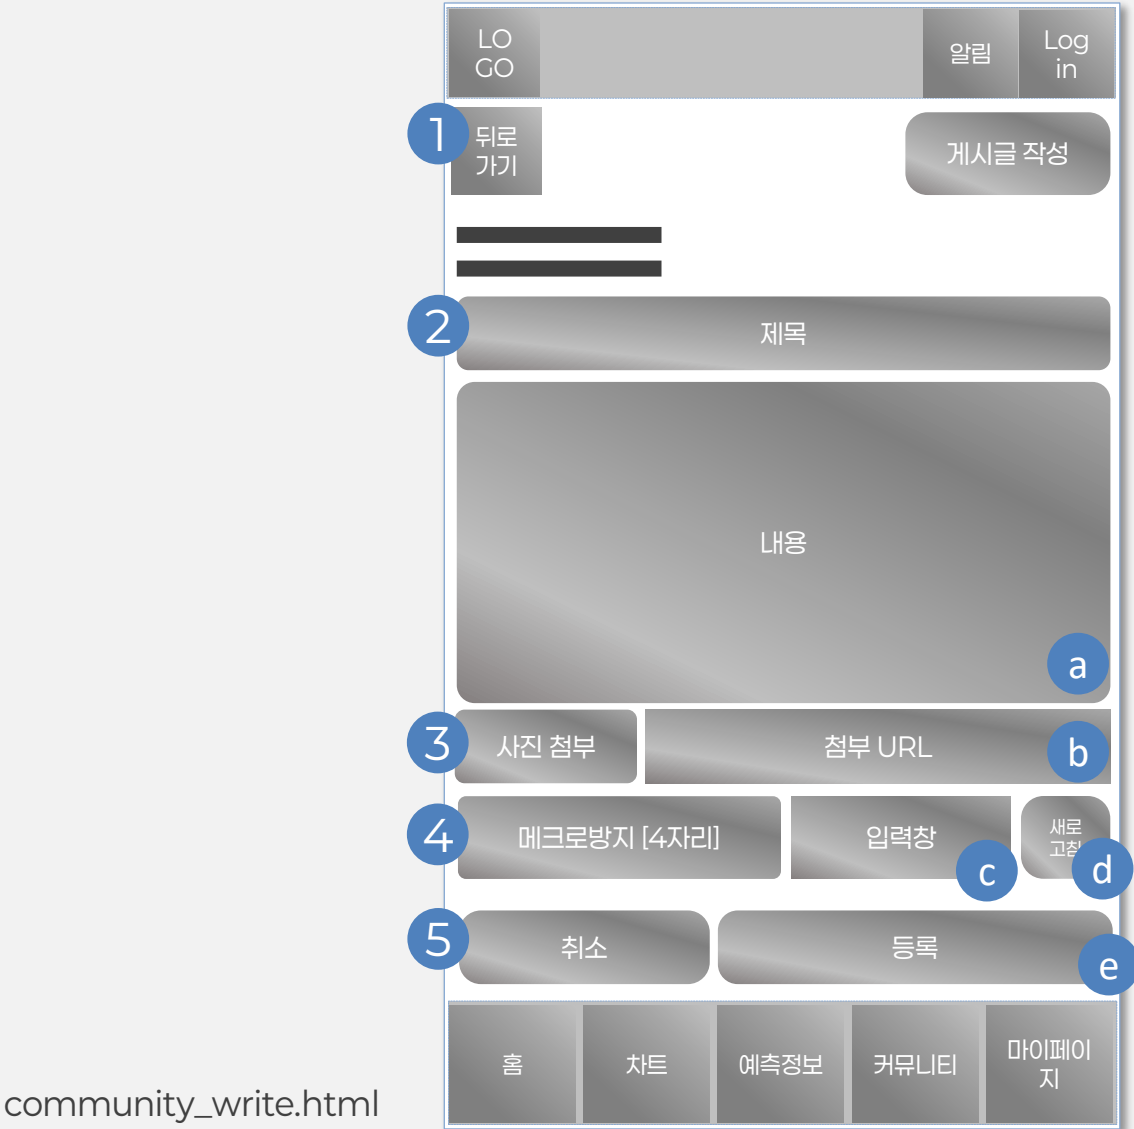 LO
GO
알림
Log
in
1
뒤로
가기
게시글 작성
2
제목
내용
a
3
사진 첨부
첨부 URL
b
4
메크로방지 [4자리]
입력창
c
새로
고침
d
5
취소
등록
e
홈
차트
예측정보
커뮤니티
마이페이
지
community_write.html